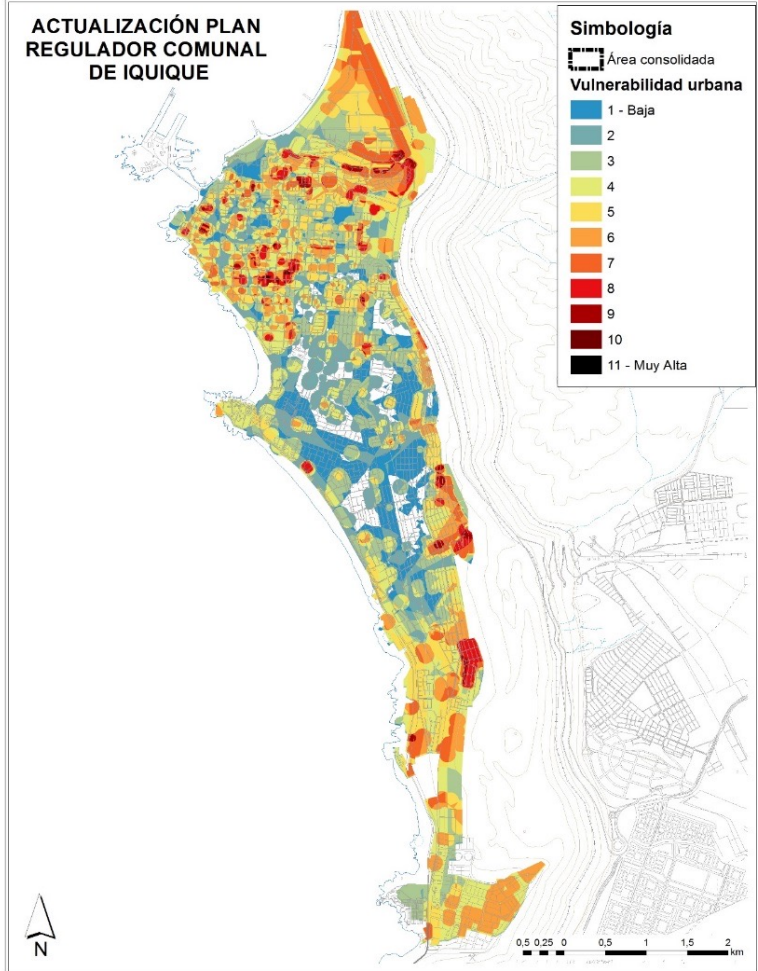 ACTUALIZACIÓN PLAN
REGULADOR COMUNAL
DE IQUIQUE
Simbología
Área consolidada
Vulnerabilidad urbana
1 - Baja
2
3
4
5
6
7
8
9
10
11 - Muy Alta
N
0,5 0,25 0 0,5 1 1,5 2
km